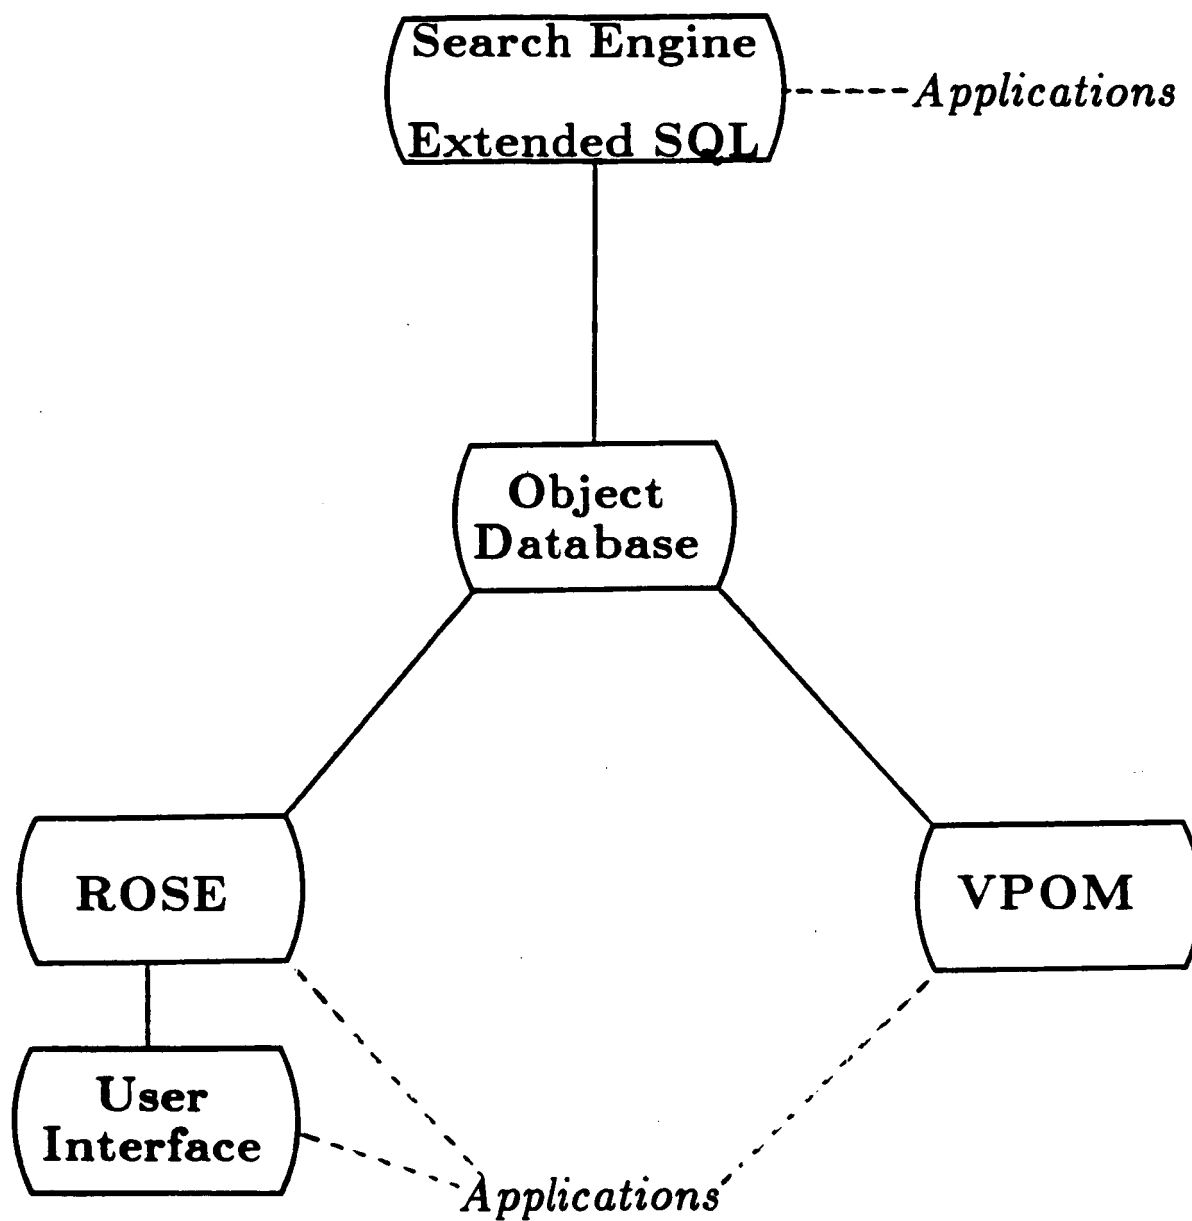 Search Engine
Applications
Extended SQL
Object
Database
ROSE
VPOM
User
Interface
Applications